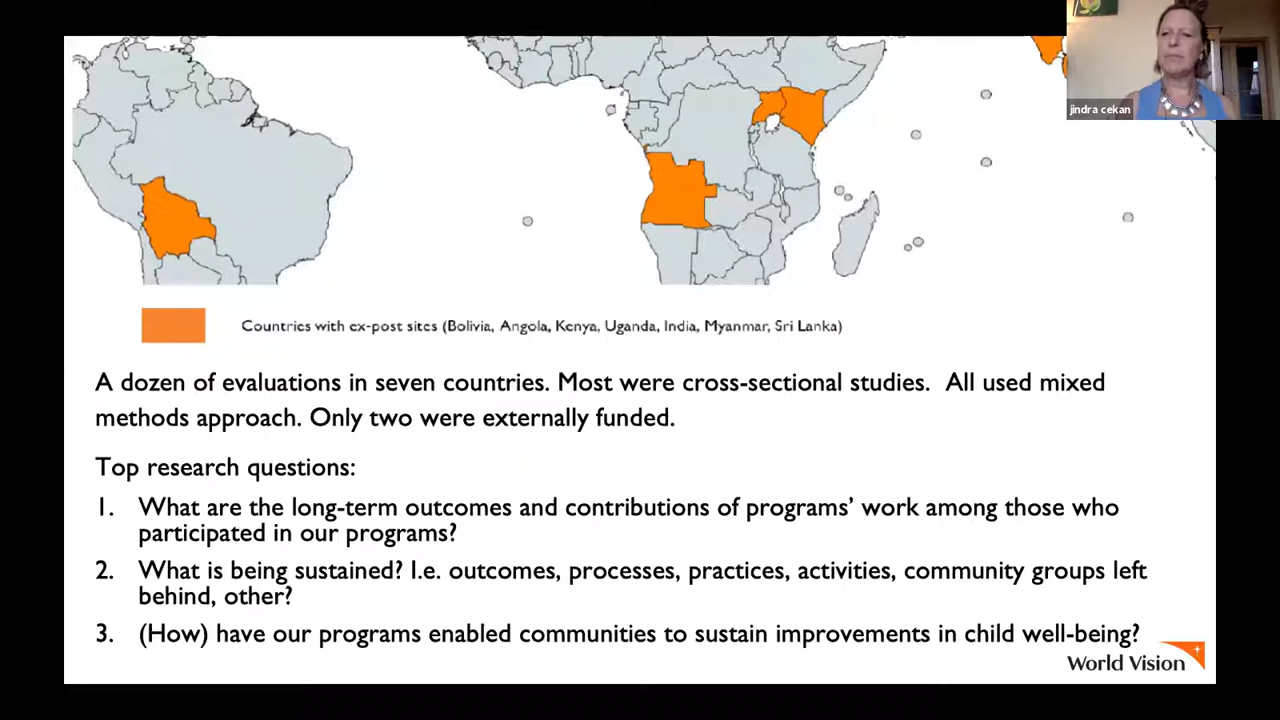 jindra cekan
Countries with ex-post sites (Bolivia, Angola, Kenya, Uganda, India, Myanmar, Sri Lanka)
A dozen of evaluations in seven countries. Most were cross-sectional studies.  All used mixed
methods approach. Only two were externally funded.
Top research questions:
1. What are the long-term outcomes and contributions of programs’ work among those who
participated in our programs?
2. What is being sustained? I.e. outcomes, processes, practices, activities, community groups left
behind, other?
3. (How) have our programs enabled communities to sustain improvements in child well-being?
World Vision